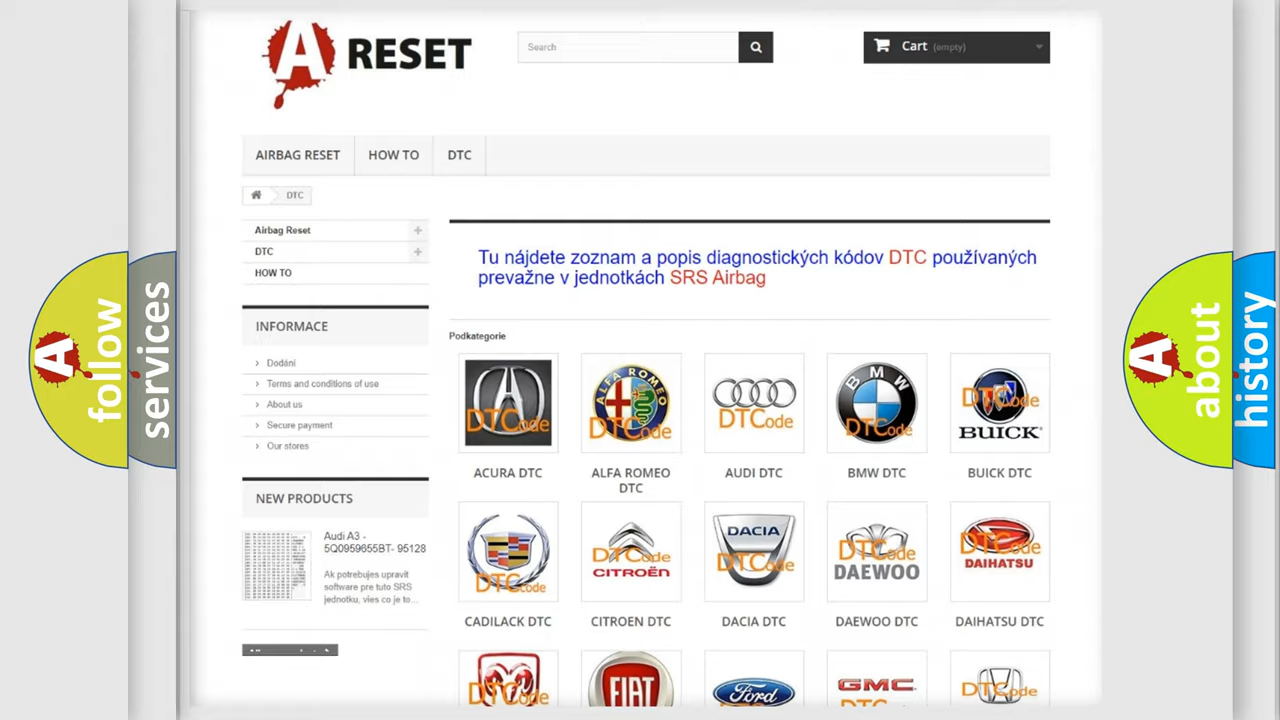 A RESET
Search
Cart (empty)
AIRBAG RESET
HOW TO
DTC
DTC
Airbag Reset
DTC
HOW TO
Tu nájdete zoznam a popis diagnostických kódov DTC používaných
prevažne v jednotkách SRS Airbag
INFORMACE
Dodání
Terms and conditions of use
About us
Secure payment
Our stores
Podkategorie
DTCode
ALFA ROMEO
DTCode
DTCode
BMW
DTCode
DTCode
BUICK
ACURA DTC
ALFA ROMEO
DTC
AUDI DTC
BMW DTC
BUICK DTC
NEW PRODUCTS
Audi A3 -
5Q0959655BT- 95128
Ak potrebujes upravit
software pre tuto SRS
jednotku, vies co je to...
DTCode
DTCode
CITROËN
DACIA
DTCode
DTCode
DAEWOO
DTCode
DAIHATSU
CADILACK DTC
CITROEN DTC
DACIA DTC
DAEWOO DTC
DAIHATSU DTC
DTCode
FIAT
Ford
GMC
DTCode
A follow
services
A about
history